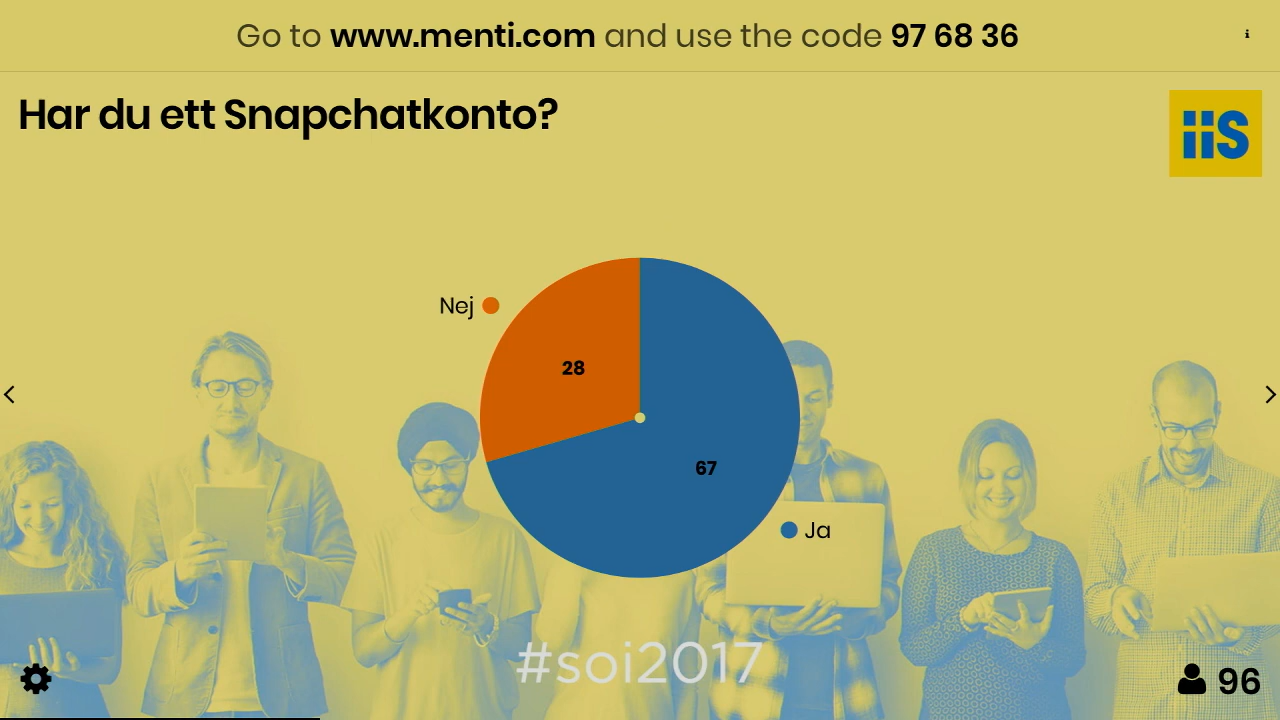 Go to www.menti.com and use the code 97 68 36
i
Har du ett Snapchatkonto?
iis
Nej
28
67
Ja
#soi2017
96